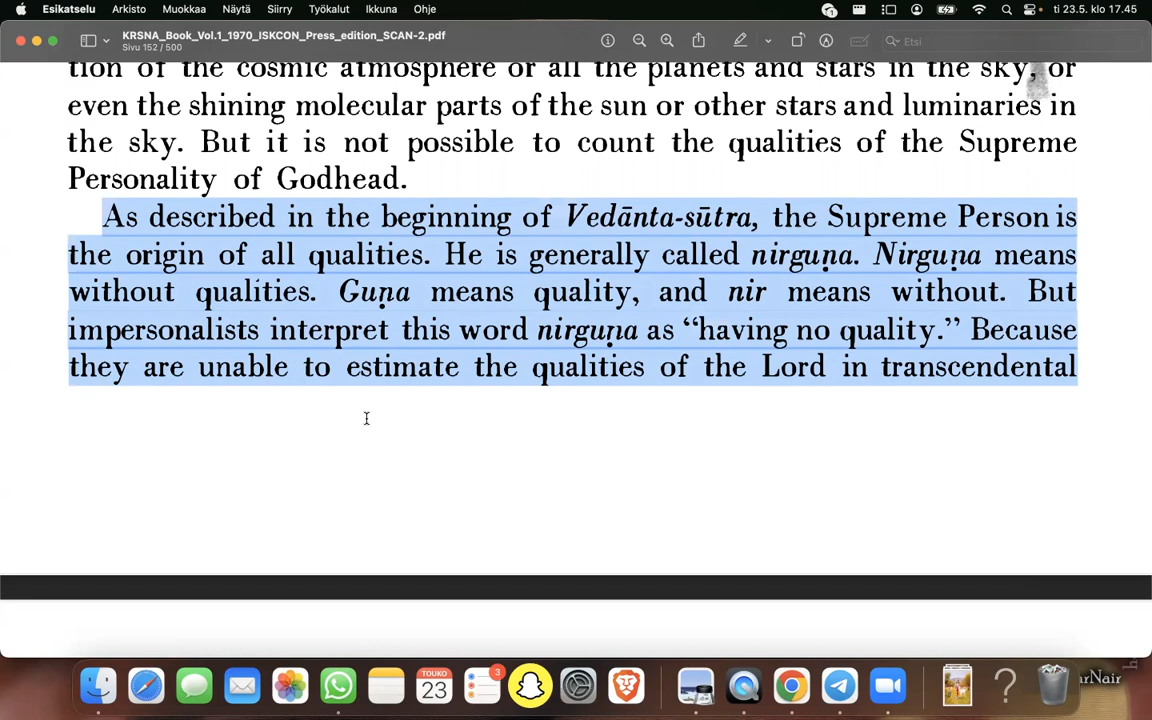 Esikatselu Arkisto Muokkaa Näytä Siirry Työkalut Ikkuna Ohje ti 23.5. klo 17.45
KRSNA_Book_Vol.1_1970_ISKCON_Press_edition_SCAN-2.pdf
Sivu 152 / 500
Etsi
tion of the cosmic atmosphere or all the planets and stars in the sky, or
even the shining molecular parts of the sun or other stars and luminaries in
the sky. But it is not possible to count the qualities of the Supreme
Personality of Godhead.
As described in the beginning of Vedānta-sūtra, the Supreme Person is
the origin of all qualities. He is generally called nirguṇa. Nirguṇa means
without qualities. Guṇa means quality, and nir means without. But
impersonalists interpret this word nirguṇa as “having no quality.” Because
they are unable to estimate the qualities of the Lord in transcendental
TOUKO
23
3
arNair